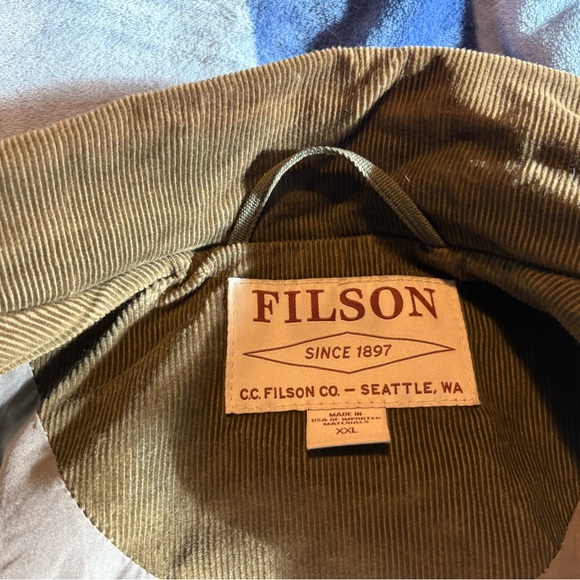 FILSON
SINCE 1897
C.C. FILSON CO. – SEATTLE, WA
MADE IN
USA OF IMPORTED
MATERIALS
XXL